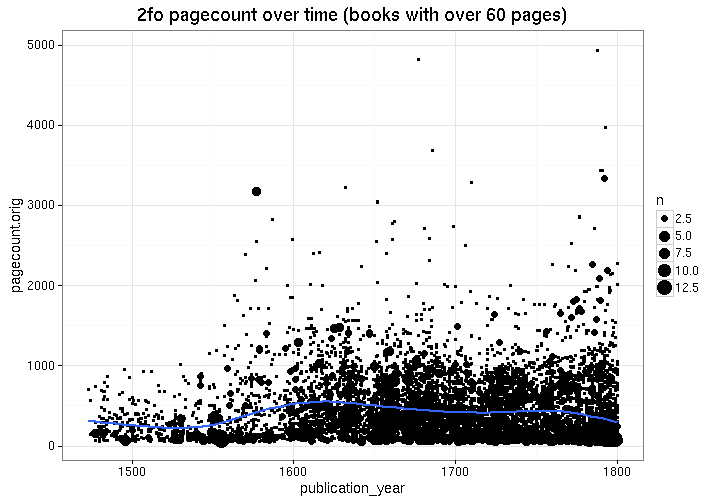 2fo pagecount over time (books with over 60 pages)
5000
4000
3000
2000
1000
0
pagecount.orig
1500 1600 1700 1800
publication_year
n
2.5
5.0
7.5
10.0
12.5